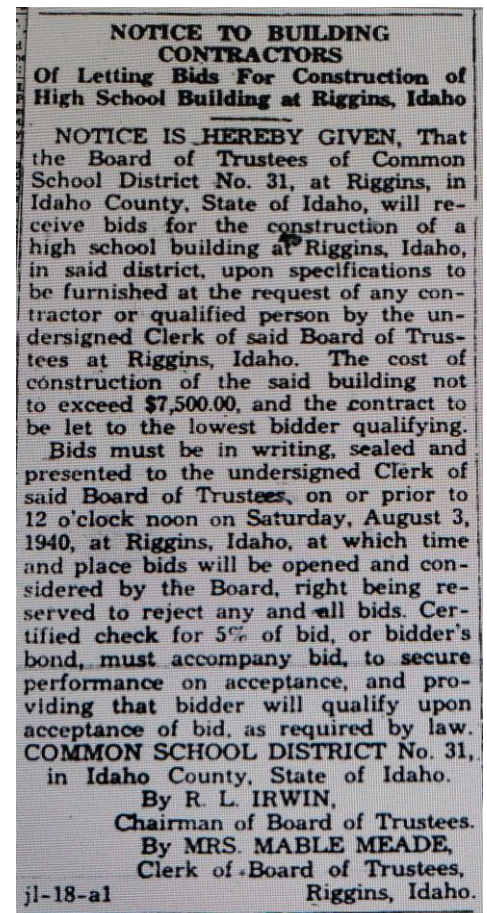 NOTICE TO BUILDING
CONTRACTORS
Of Letting Bids For Construction of
High School Building at Riggins, Idaho
NOTICE IS HEREBY GIVEN, That
the Board of Trustees of Common
School District No. 31, at Riggins, in
Idaho County, State of Idaho, will re-
ceive bids for the construction of a
high school building at Riggins, Idaho,
in said district, upon specifications to
be furnished at the request of any con-
tractor or qualified person by the un-
dersigned Clerk of said Board of Trus-
tees at Riggins, Idaho. The cost of
construction of the said building not
to exceed $7,500.00, and the contract to
be let to the lowest bidder qualifying.
Bids must be in writing, sealed and
presented to the undersigned Clerk of
said Board of Trustees, on or prior to
12 o'clock noon on Saturday, August 3,
1940, at Riggins, Idaho, at which time
and place bids will be opened and con-
sidered by the Board, right being re-
served to reject any and all bids. Cer-
tified check for 5% of bid, or bidder's
bond, must accompany bid, to secure
performance on acceptance, and pro-
viding that bidder will qualify upon
acceptance of bid, as required by law.
COMMON SCHOOL DISTRICT No. 31,
in Idaho County, State of Idaho.
By R. L. IRWIN,
Chairman of Board of Trustees.
By MRS. MABLE MEADE,
Clerk of Board of Trustees,
jl-18-a1 Riggins, Idaho.